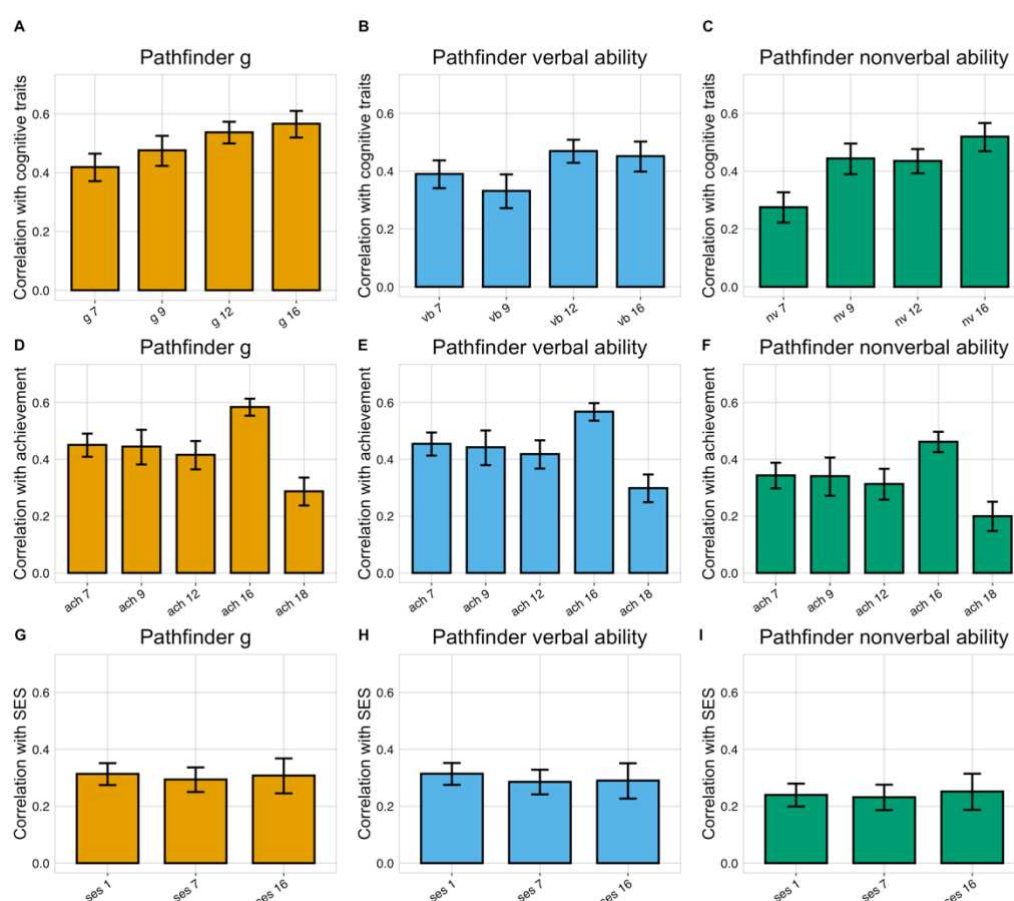 A B C
Pathfinder g Pathfinder verbal ability Pathfinder nonverbal ability
Correlation with cognitive traits
0.6
0.4
0.2
0.0
g 7 g 9 g 12 g 16
Correlation with cognitive traits
0.6
0.4
0.2
0.0
vb 7 vb 9 vb 12 vb 16
Correlation with cognitive traits
0.6
0.4
0.2
0.0
nv 7 nv 9 nv 12 nv 16
D E F
Pathfinder g Pathfinder verbal ability Pathfinder nonverbal ability
Correlation with achievement
0.6
0.4
0.2
0.0
ach 7 ach 9 ach 12 ach 16 ach 18
Correlation with achievement
0.6
0.4
0.2
0.0
ach 7 ach 9 ach 12 ach 16 ach 18
Correlation with achievement
0.6
0.4
0.2
0.0
ach 7 ach 9 ach 12 ach 16 ach 18
G H I
Pathfinder g Pathfinder verbal ability Pathfinder nonverbal ability
Correlation with SES
0.6
0.4
0.2
0.0
ses 1 ses 7 ses 16
Correlation with SES
0.6
0.4
0.2
0.0
ses 1 ses 7 ses 16
Correlation with SES
0.6
0.4
0.2
0.0
ses 1 ses 7 ses 16